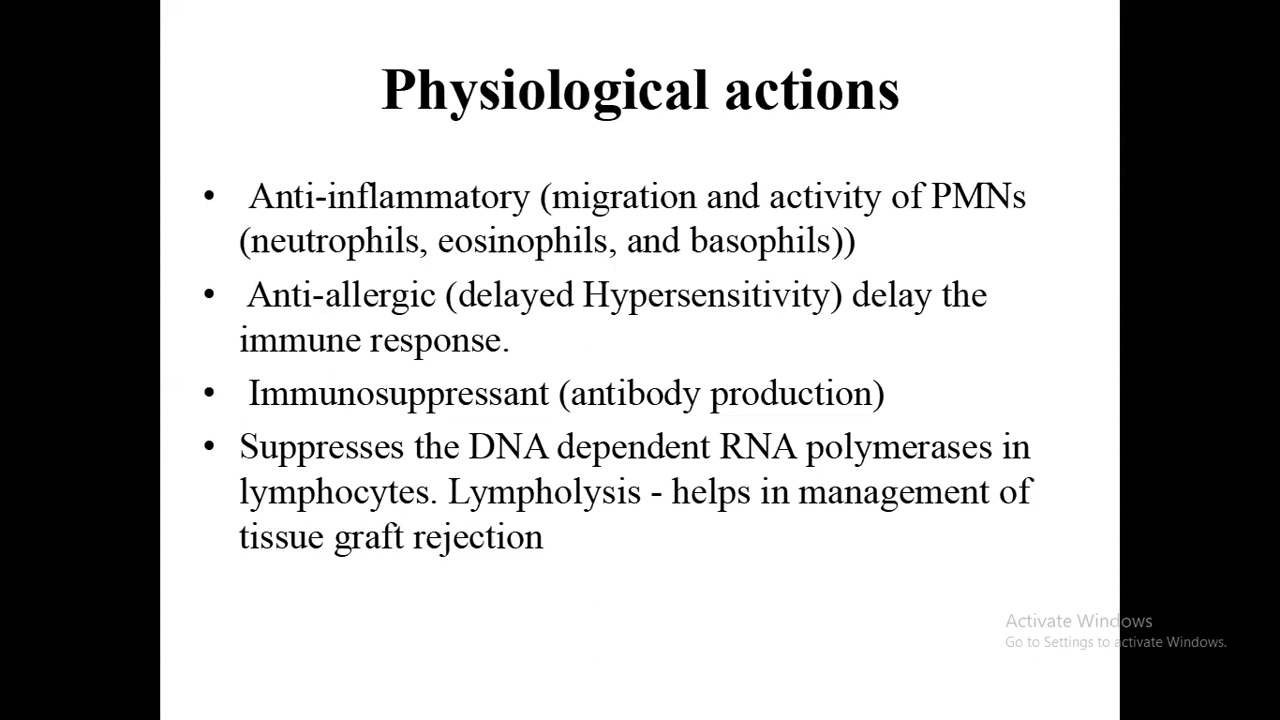 Physiological actions
• Anti-inflammatory (migration and activity of PMNs
(neutrophils, eosinophils, and basophils))
• Anti-allergic (delayed Hypersensitivity) delay the
immune response.
• Immunosuppressant (antibody production)
• Suppresses the DNA dependent RNA polymerases in
lymphocytes. Lympholysis - helps in management of
tissue graft rejection
Activate Windows
Go to Settings to activate Windows.